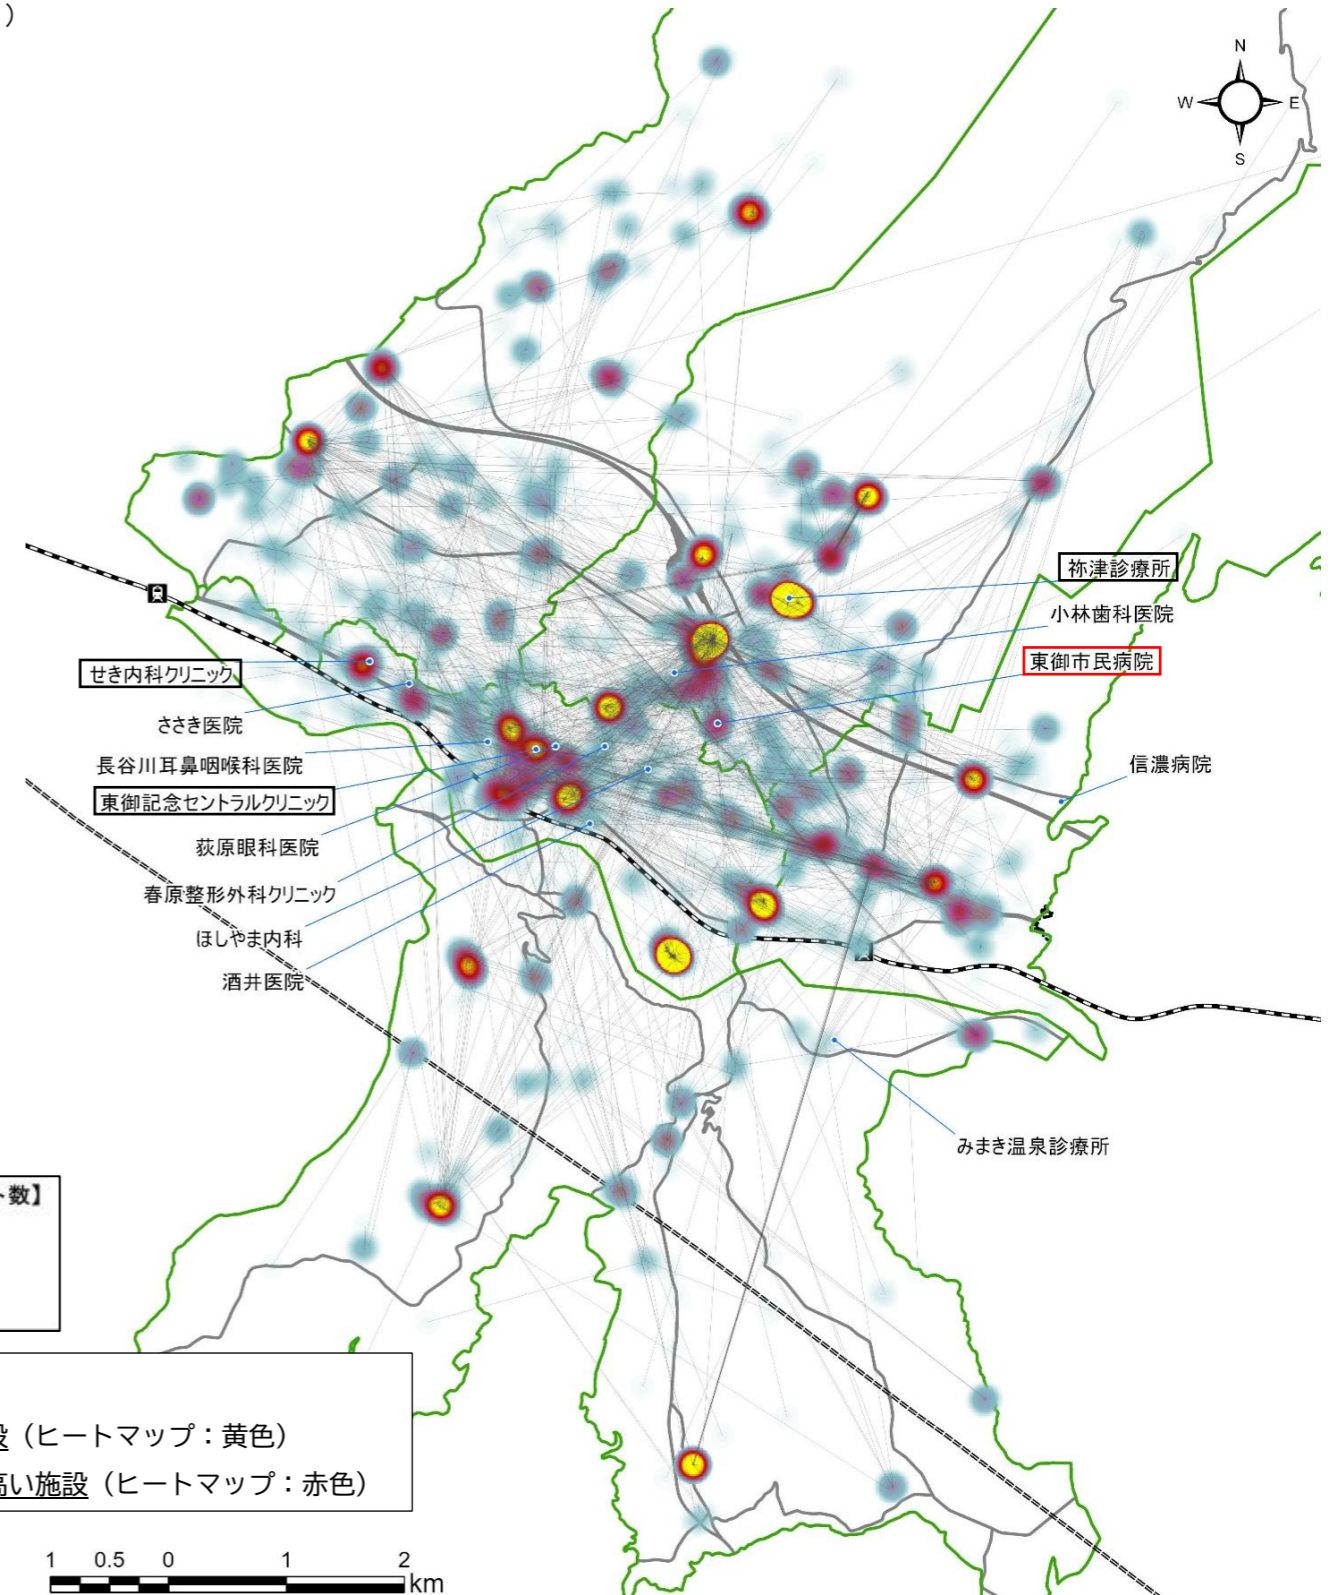 ）
N
W E
S
祢津診療所
小林歯科医院
東御市民病院
せき内科クリニック
ささき医院
長谷川耳鼻咽喉科医院
信濃病院
東御記念セントラルクリニック
荻原眼科医院
春原整形外科クリニック
ほしやま内科
酒井医院
みまき温泉診療所
ト数】
設（ヒートマップ：黄色）
高い施設（ヒートマップ：赤色）
1 0.5 0 1 2
km